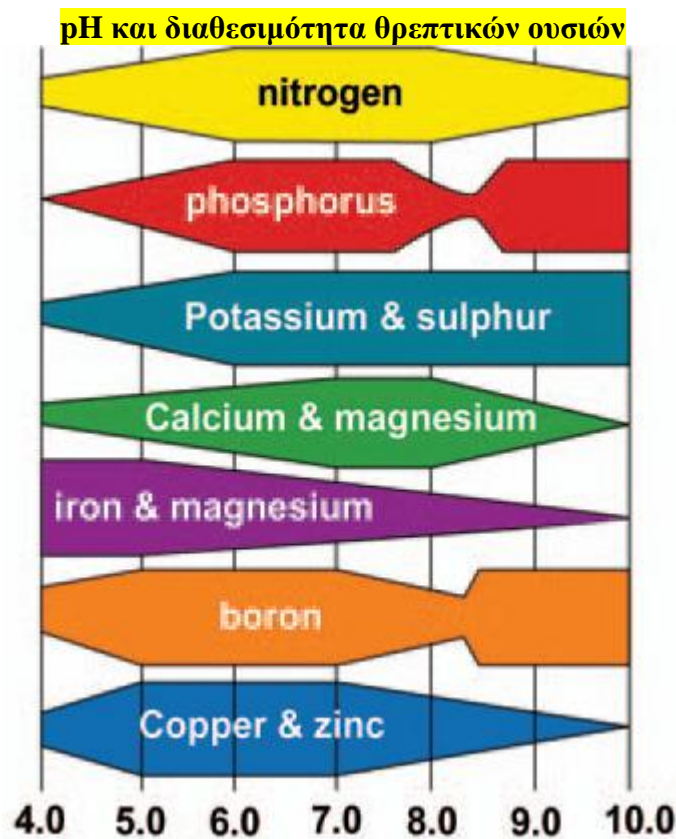 pH και διαθεσιμότητα θρεπτικών ουσιών
nitrogen
phosphorus
Potassium & sulphur
Calcium & magnesium
iron & magnesium
boron
Copper & zinc
4.0 5.0 6.0 7.0 8.0 9.0 10.0